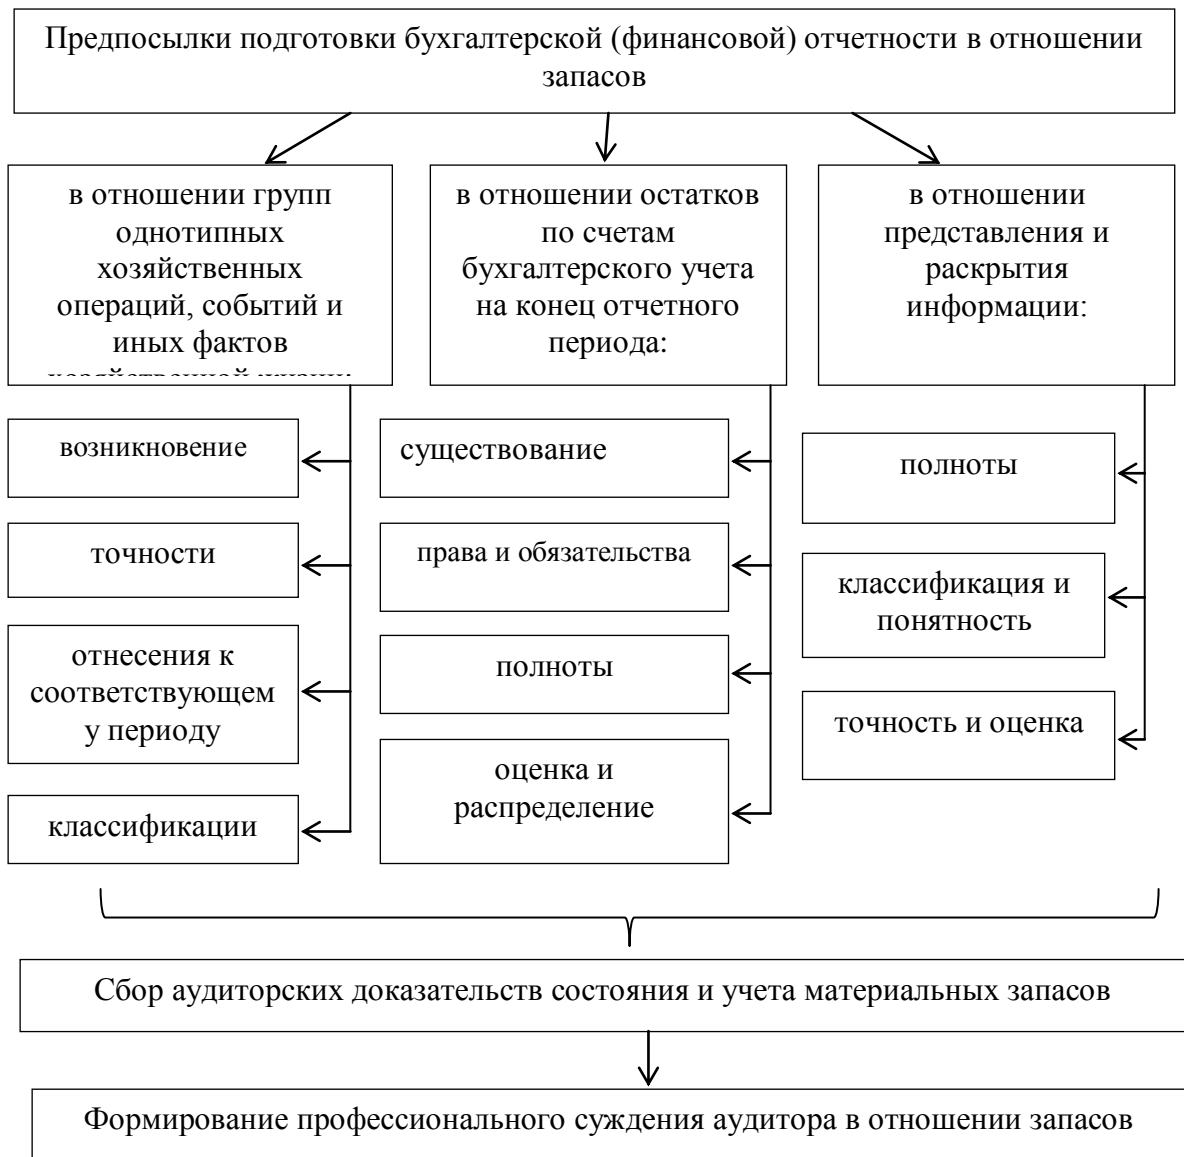 Предпосылки подготовки бухгалтерской (финансовой) отчетности в отношении
запасов
в отношении групп
однотипных
хозяйственных
операций, событий и
иных фактов
хозяйственной жизни:
в отношении остатков
по счетам
бухгалтерского учета
на конец отчетного
периода:
в отношении
представления и
раскрытия
информации:
возникновение
точности
отнесения к
соответствующем
у периоду
классификации
существование
права и обязательства
полноты
оценка и
распределение
полноты
классификация и
понятность
точность и оценка
Сбор аудиторских доказательств состояния и учета материальных запасов
Формирование профессионального суждения аудитора в отношении запасов